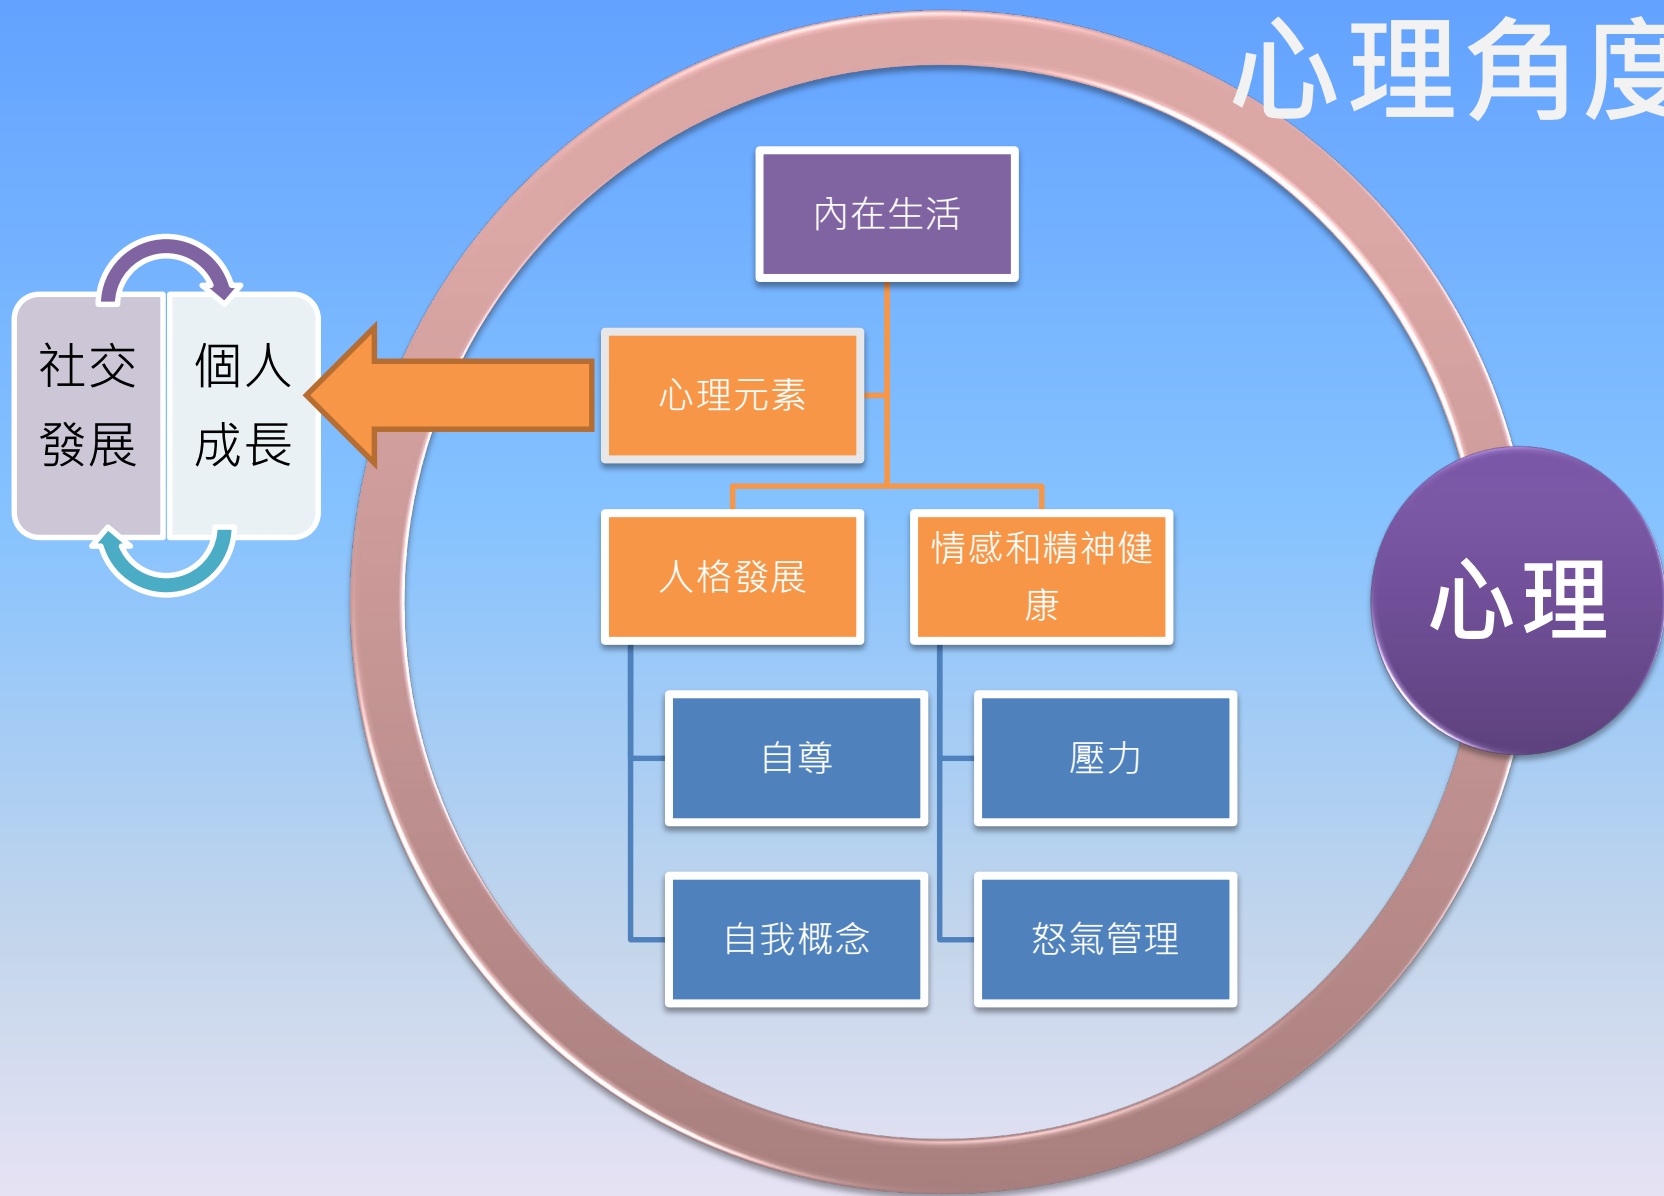 心理角度
內在生活
社交
發展
個人
成長
心理元素
人格發展
情感和精神健
康
心理
自尊
壓力
自我概念
怒氣管理